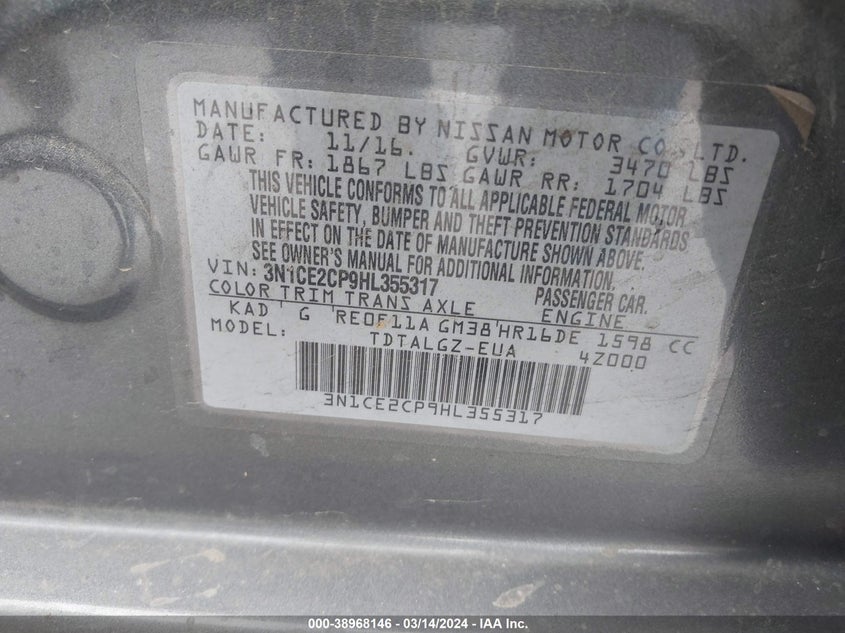 MANUFACTURED BY NISSAN MOTOR CO.,LTD.
DATE: 11/16. GVWR: 3470 LBS
GAWR FR: 1867 LBS GAWR RR: 1704 LBS
THIS VEHICLE CONFORMS TO ALL APPLICABLE FEDERAL MOTOR
VEHICLE SAFETY, BUMPER AND THEFT PREVENTION STANDARDS
IN EFFECT ON THE DATE OF MANUFACTURE SHOWN ABOVE.
SEE OWNER'S MANUAL FOR ADDITIONAL INFORMATION.
VIN: 3N1CE2CP9HL355317 PASSENGER CAR.
COLOR TRIM TRANS AXLE ENGINE
KAD ' G ' RE0F11A GM38 ' HR16DE 1598 CC
MODEL: TDTALGZ-EUA 4Z000
3N1CE2CP9HL355317
000-38968146 - 03/14/2024 - IAA Inc.